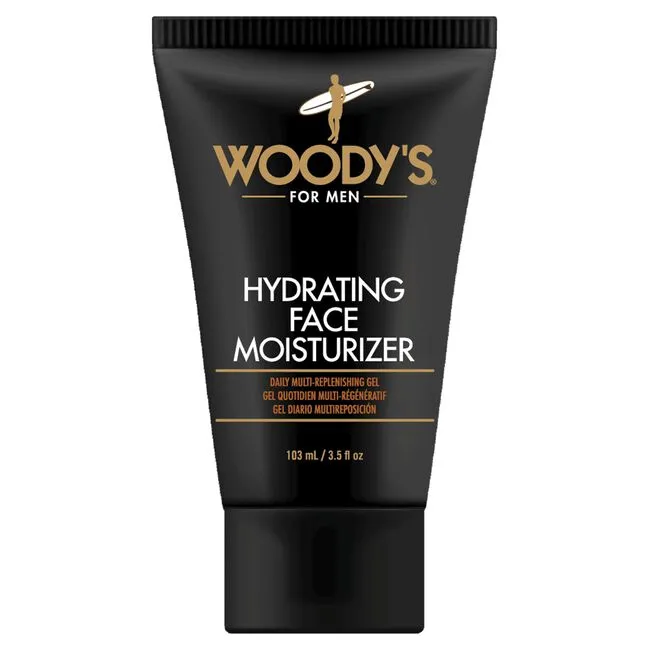 WOODY'S®
FOR MEN
HYDRATING
FACE
MOISTURIZER
DAILY MULTI-REPLENISHING GEL
GEL QUOTIDIEN MULTI-RÉGÉNÉRATIF
GEL DIARIO MULTIREPOSICIÓN
103 mL / 3.5 fl oz